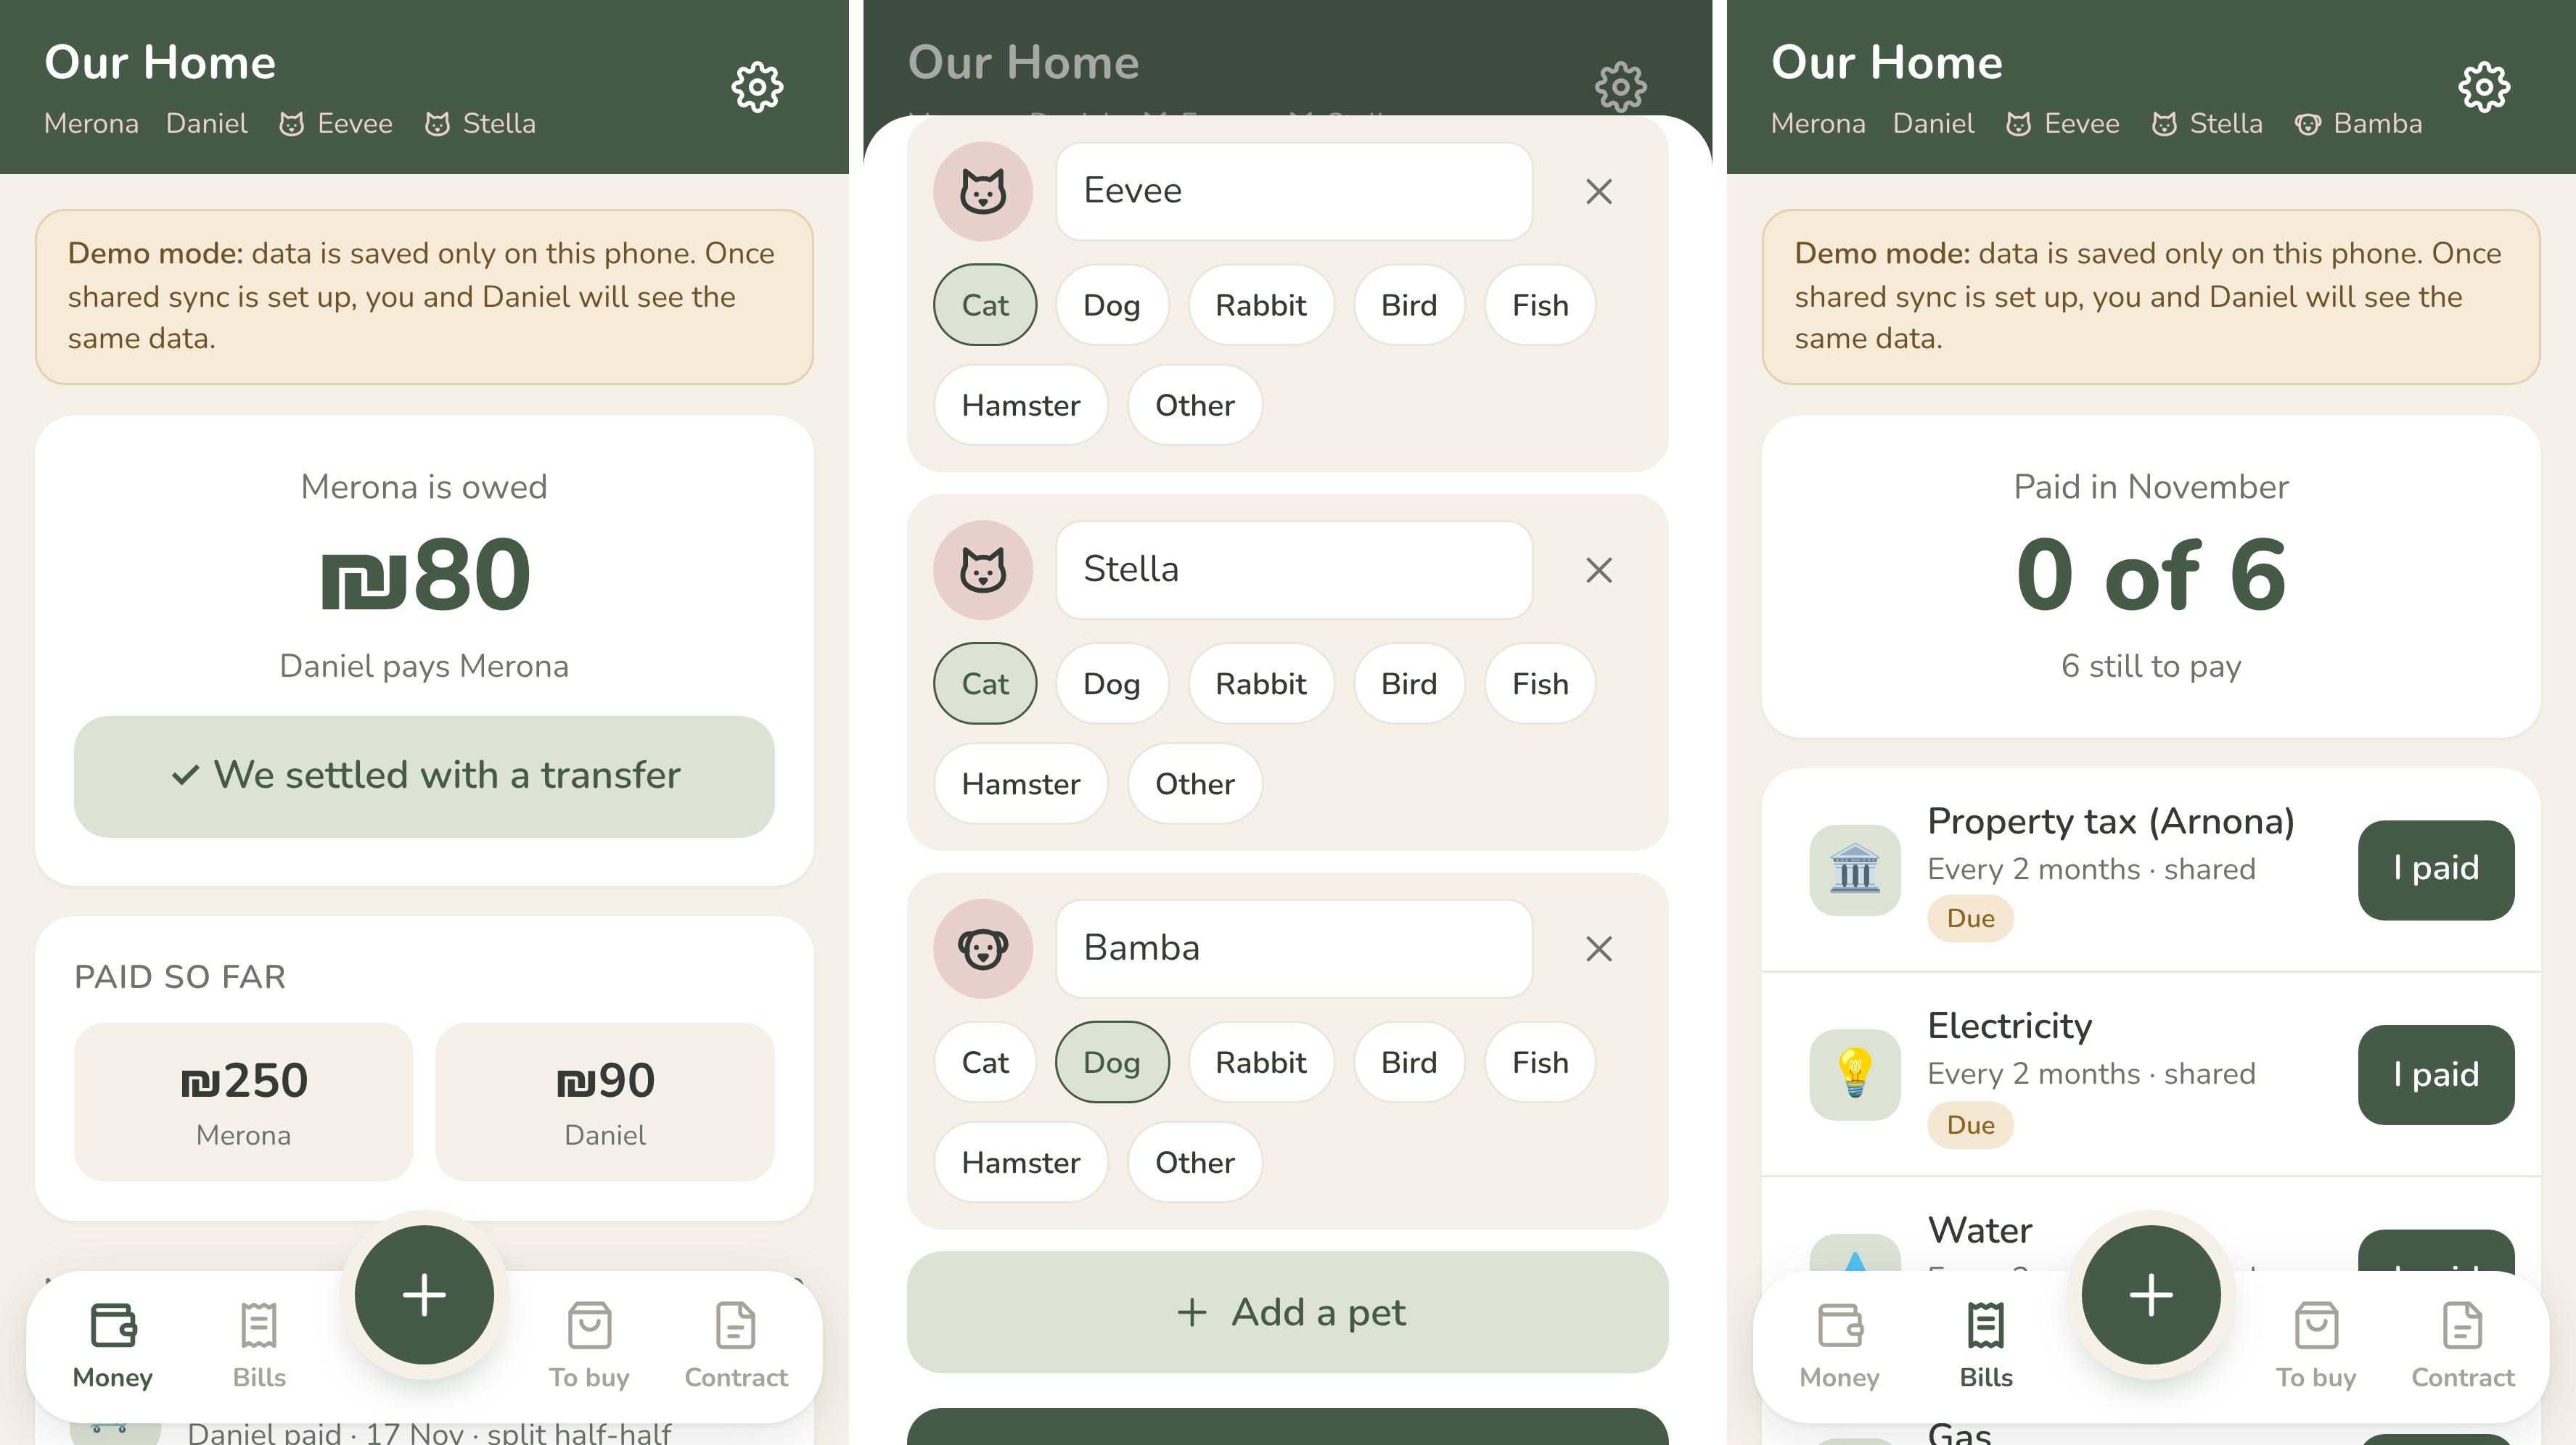 Our Home
Merona Daniel Eevee Stella
Demo mode: data is saved only on this phone. Once
shared sync is set up, you and Daniel will see the
same data.
Merona is owed
₪80
Daniel pays Merona
✓ We settled with a transfer
PAID SO FAR
₪250
Merona
₪90
Daniel
Money
Bills
+
To buy
Contract
Daniel paid · 17 Nov · split half-half
Our Home
Eevee
Cat Dog Rabbit Bird Fish
Hamster Other
Stella
Cat Dog Rabbit Bird Fish
Hamster Other
Bamba
Cat Dog Rabbit Bird Fish
Hamster Other
+ Add a pet
Our Home
Merona Daniel Eevee Stella Bamba
Demo mode: data is saved only on this phone. Once
shared sync is set up, you and Daniel will see the
same data.
Paid in November
0 of 6
6 still to pay
Property tax (Arnona)
Every 2 months · shared
Due
I paid
Electricity
Every 2 months · shared
Due
I paid
Water
Money
Bills
+
To buy
Contract
Gas